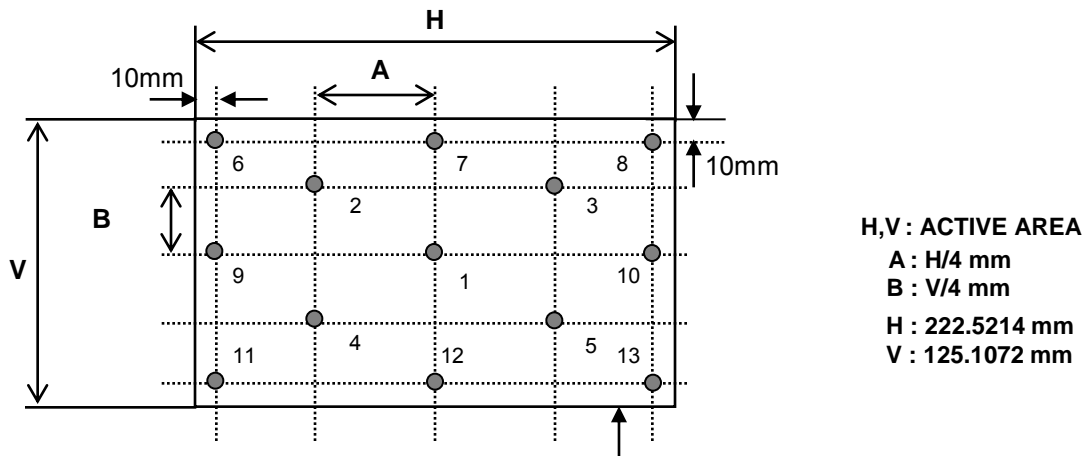 H
A
10mm
6
7
8
10mm
2
3
B
V
9
1
10
4
5
11
12
13
H,V : ACTIVE AREA
A : H/4 mm
B : V/4 mm
H : 222.5214 mm
V : 125.1072 mm